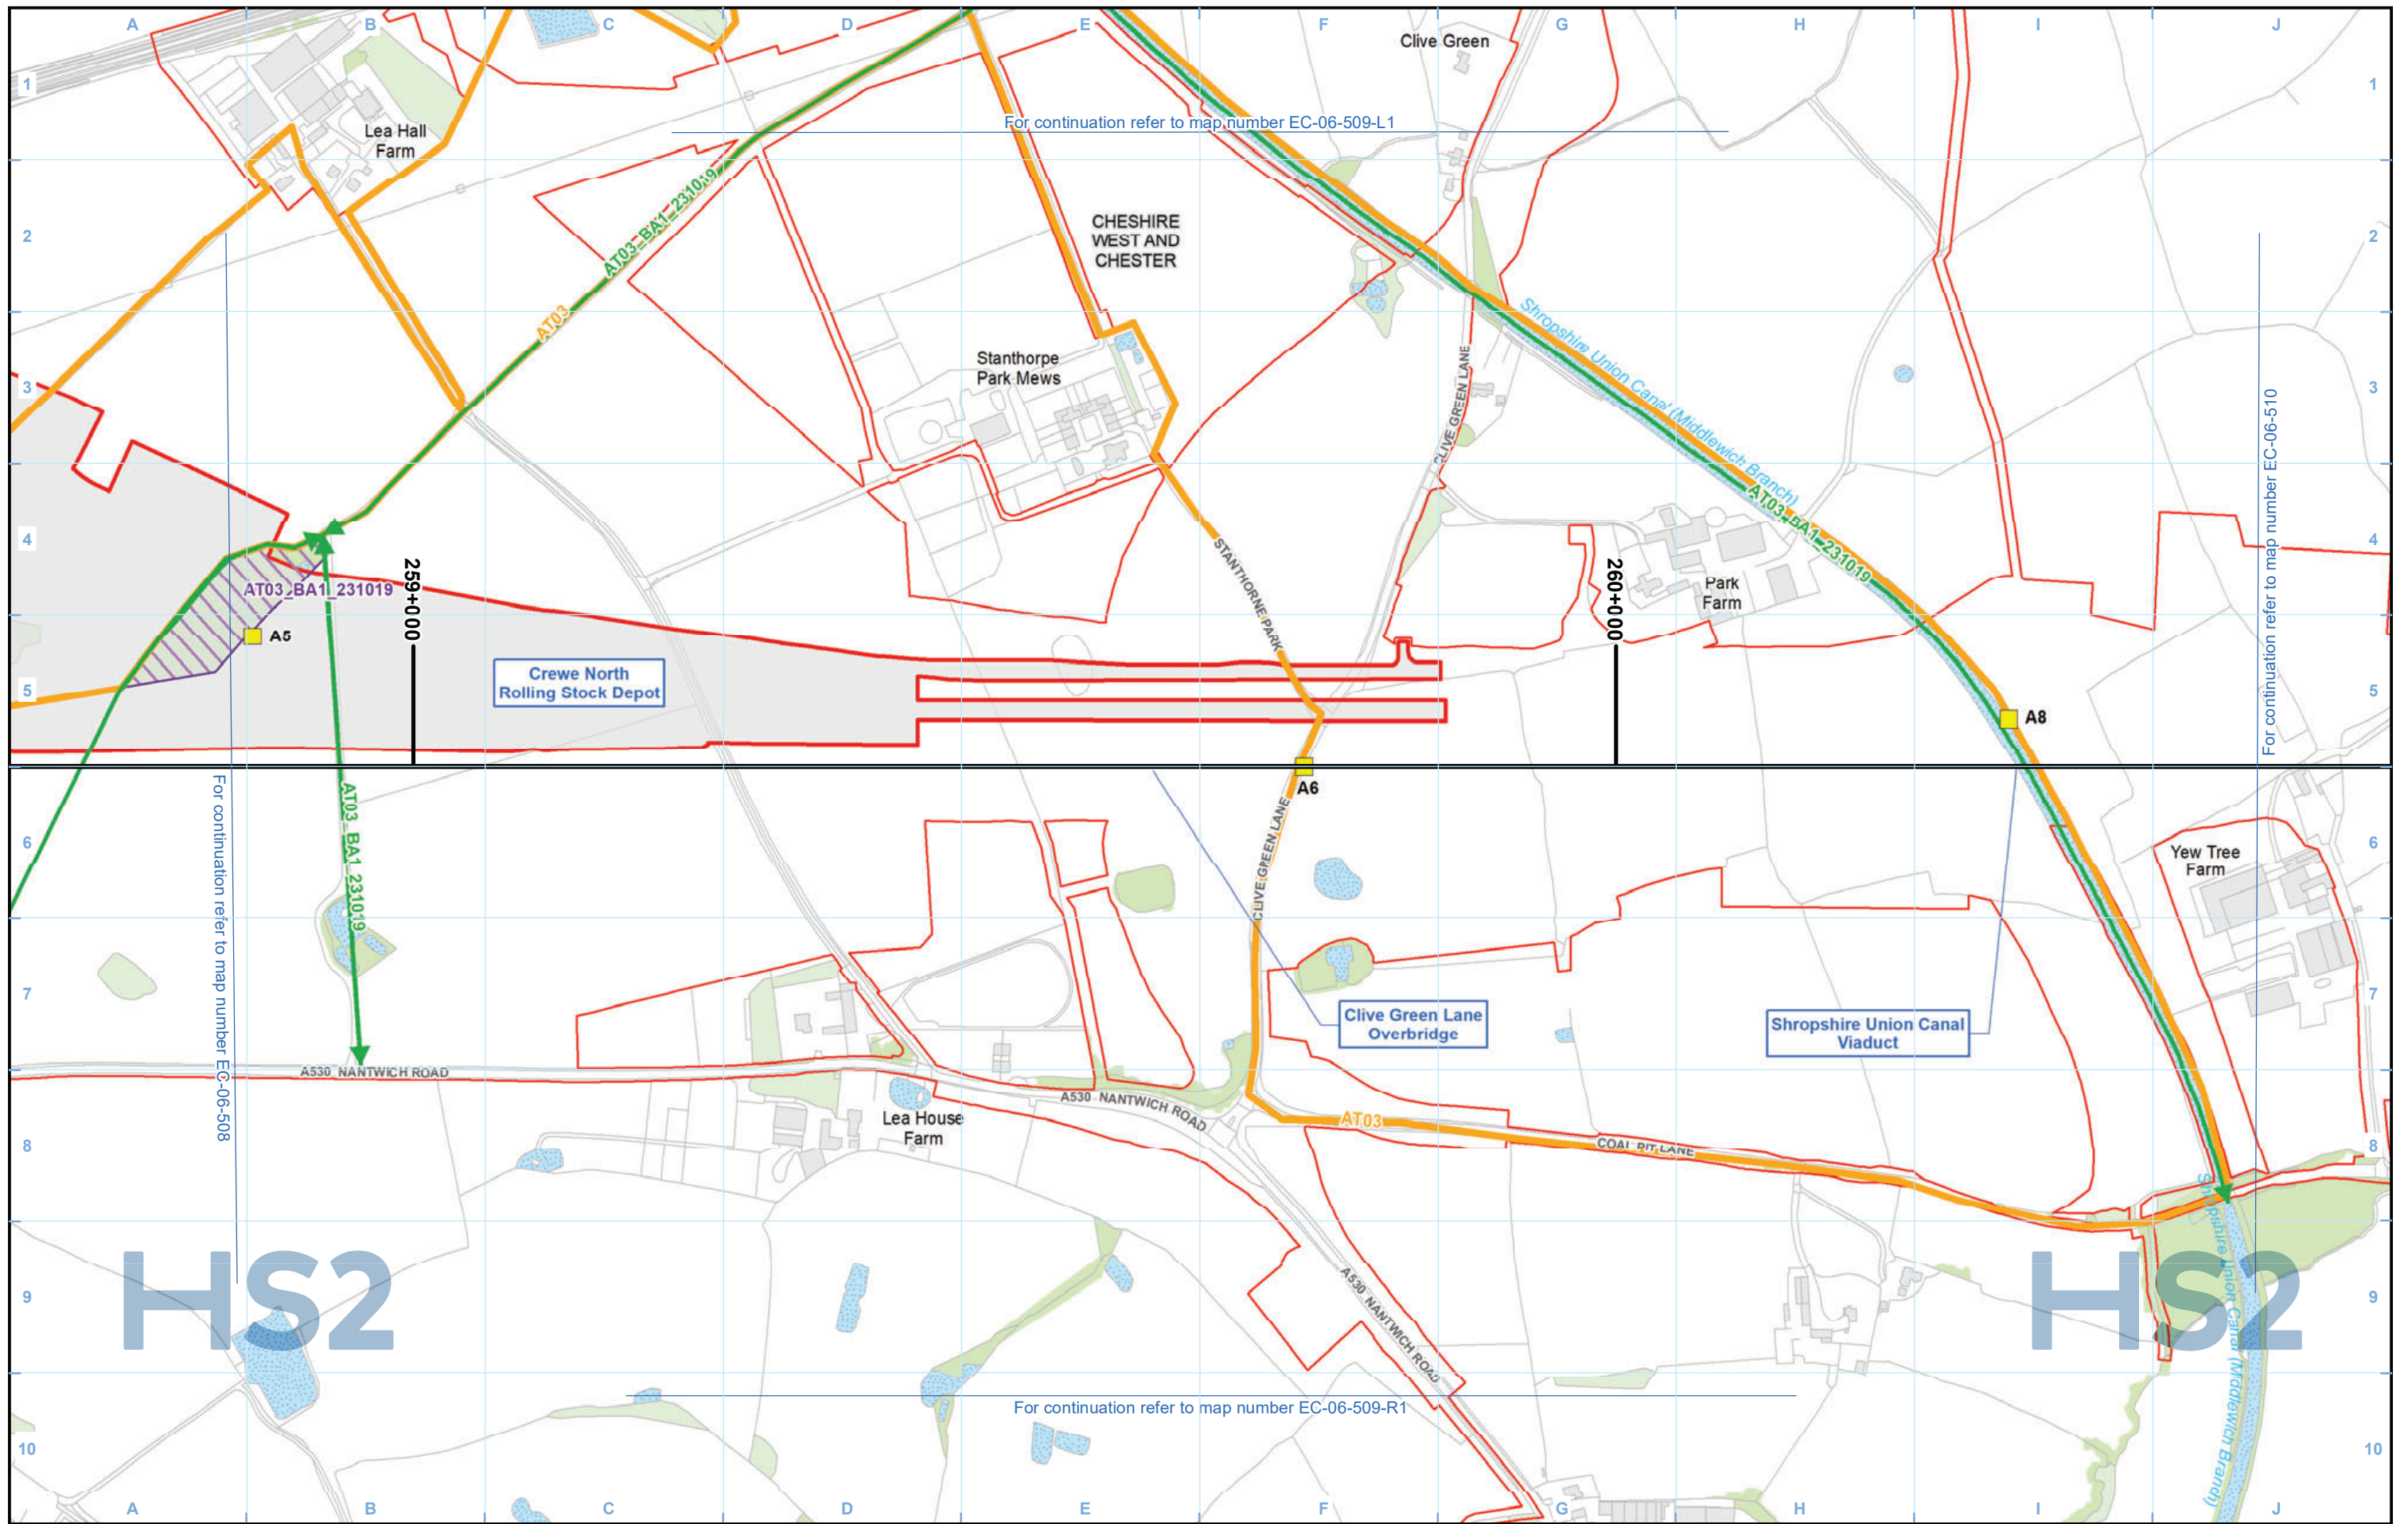 A B C D E F G H I J
Clive Green
1 1
For continuation refer to map number EC-06-509-L1
Lea Hall
Farm
AT03_BA1_231019
CHESHIRE
WEST AND
CHESTER
2 2
AT03
Shropshire Union Canal (Middlewich Branch)
Stanthorpe
Park Mews
CLIVE GREEN LANE
3 3
For continuation refer to map number EC-06-510
AT03_BA1_231019
4 4
STANTHORNE PARK
259+000
260+000
AT03_BA1_231019
Park
Farm
A5
Crewe North
Rolling Stock Depot
5 5
A8
A6
For continuation refer to map number EC-06-508
AT03_BA1_231019
CLIVE GREEN LANE
6 6
Yew Tree
Farm
7 7
Clive Green Lane
Overbridge
Shropshire Union Canal
Viaduct
A530 NANTWICH ROAD
A530 NANTWICH ROAD
Lea House
Farm
AT03
COAL PIT LANE
8 8
Shropshire Union Canal (Middlewich Branch)
HS2 HS2
9 9
A530 NANTWICH ROAD
For continuation refer to map number EC-06-509-R1
10 10
A B C D E F G H I J